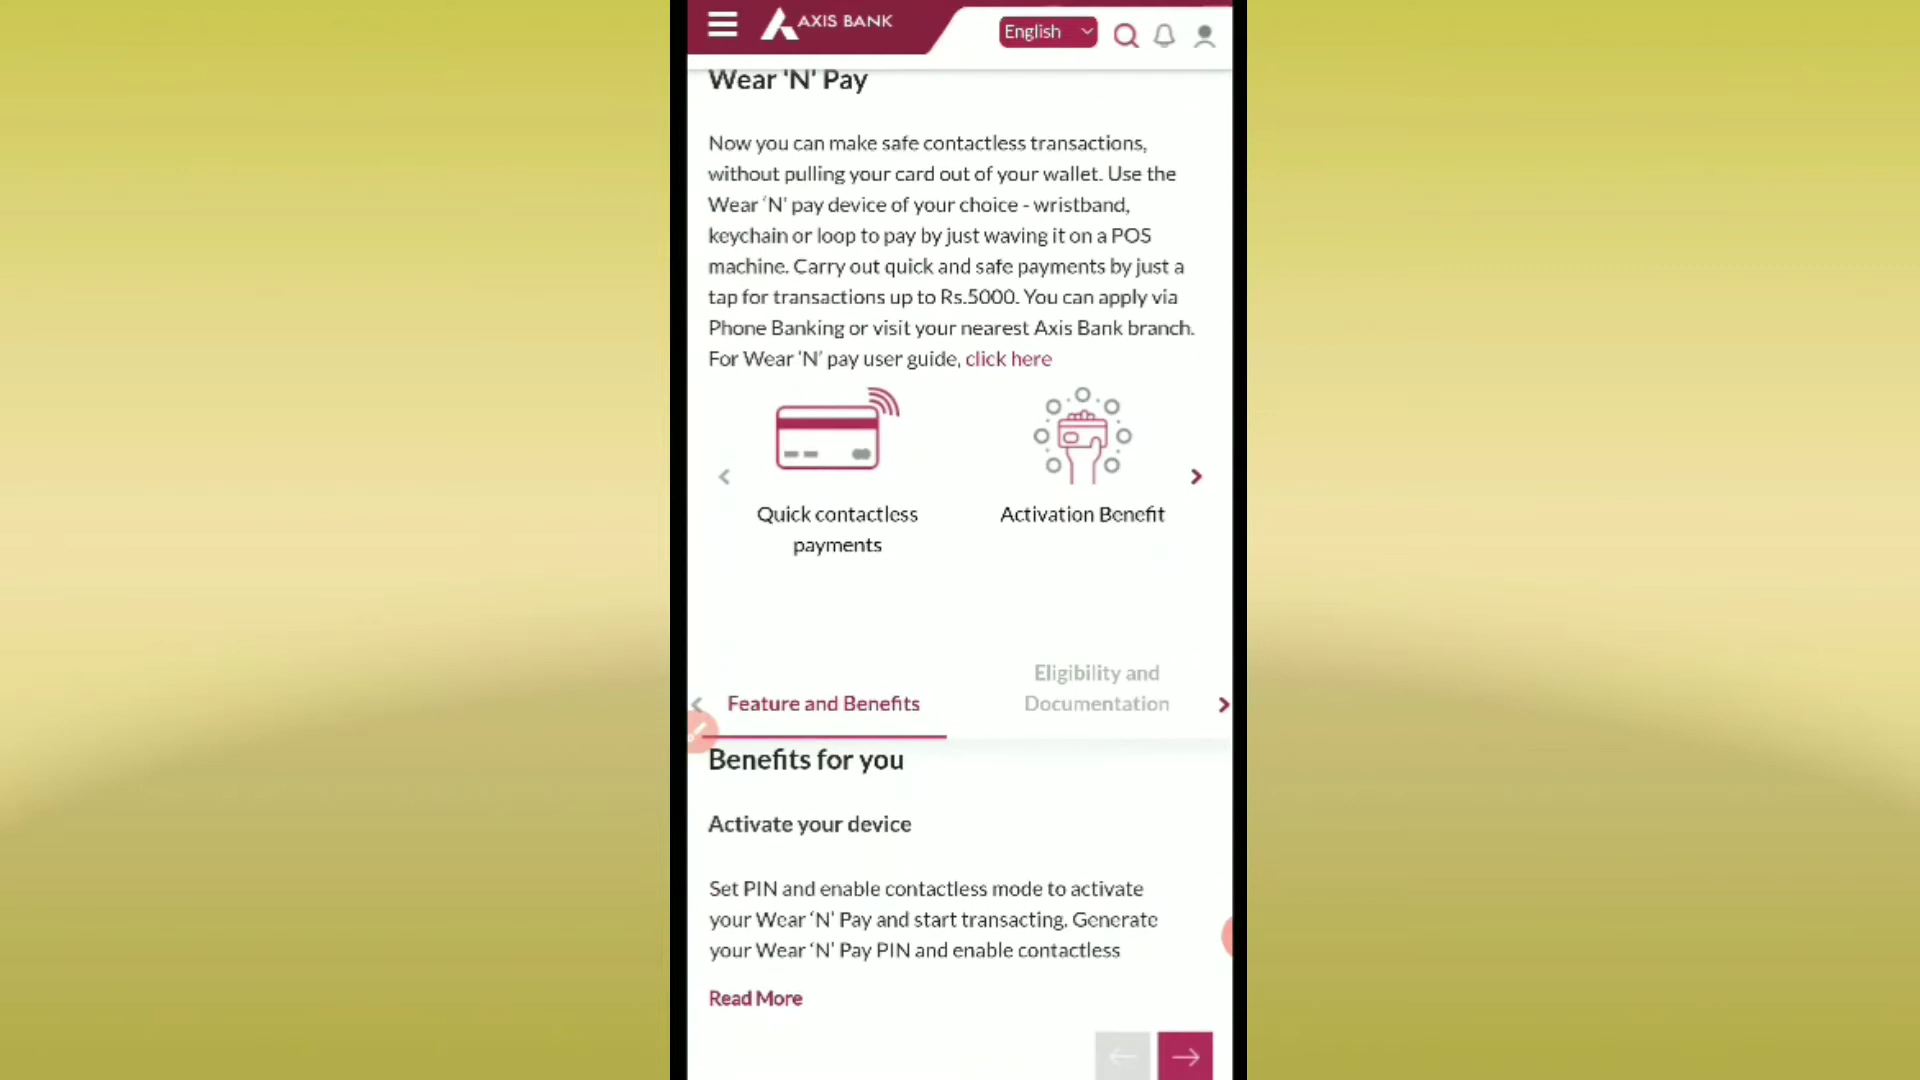 AXIS BANK
English
Wear 'N' Pay
Now you can make safe contactless transactions,
without pulling your card out of your wallet. Use the
Wear ‘N’ pay device of your choice - wristband,
keychain or loop to pay by just waving it on a POS
machine. Carry out quick and safe payments by just a
tap for transactions up to Rs.5000. You can apply via
Phone Banking or visit your nearest Axis Bank branch.
For Wear ‘N’ pay user guide, click here
Quick contactless
payments
Activation Benefit
Feature and Benefits
Eligibility and
Documentation
Benefits for you
Activate your device
Set PIN and enable contactless mode to activate
your Wear ‘N’ Pay and start transacting. Generate
your Wear ‘N’ Pay PIN and enable contactless
Read More